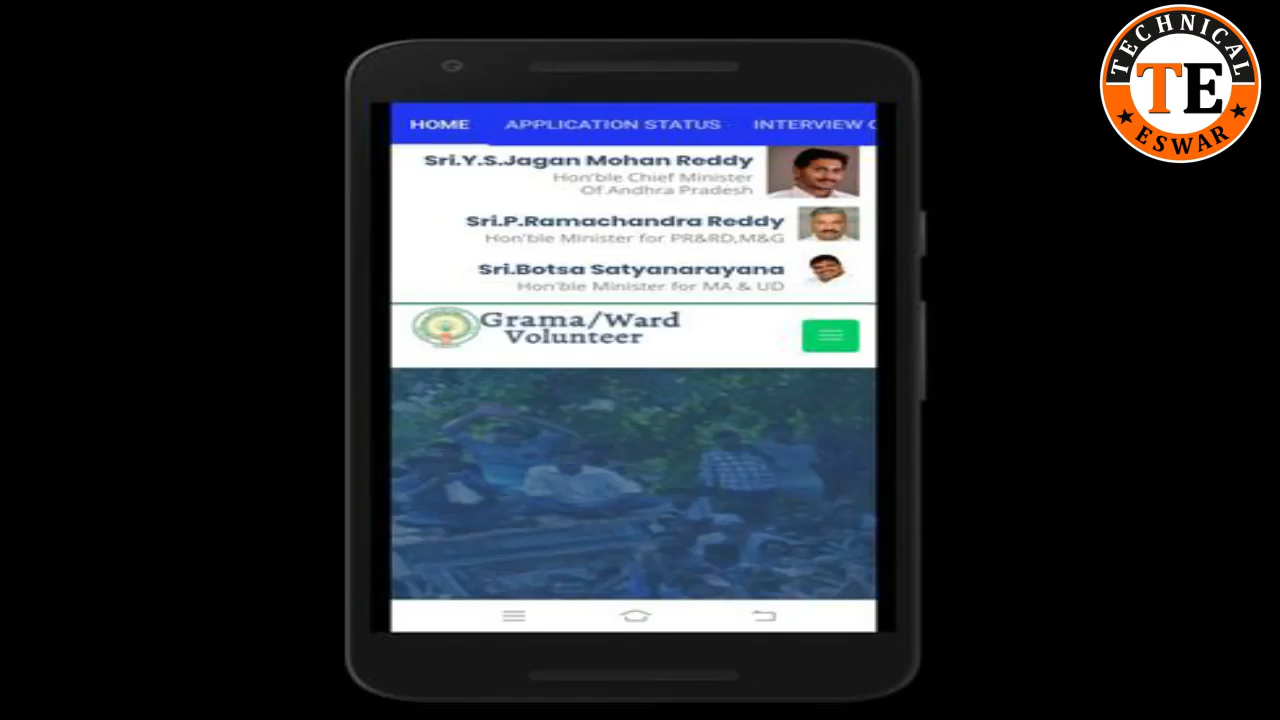 TECHNICAL
TE
ESWAR
HOME APPLICATION STATUS INTERVIEW
Sri.Y.S.Jagan Mohan Reddy
Hon'ble Chief Minister
Of Andhra Pradesh
Sri.P.Ramachandra Reddy
Hon'ble Minister for PR&RD,M&G
Sri.Botsa Satyanarayana
Hon'ble Minister for MA & UD
Grama/Ward
Volunteer